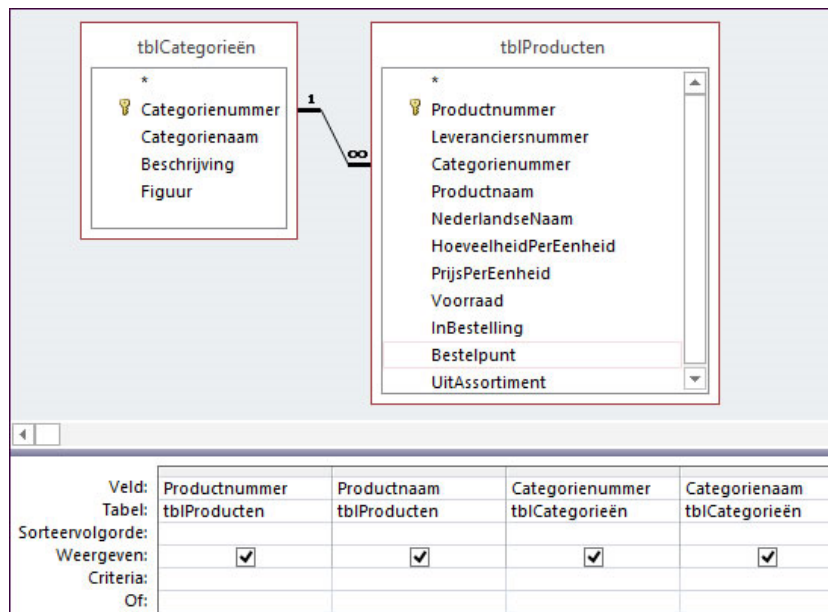 tblCategorieën
*
Categorienummer
Categorienaam
Beschrijving
Figuur
1
∞
tblProducten
*
Productnummer
Leveranciersnummer
Categorienummer
Productnaam
NederlandseNaam
HoeveelheidPerEenheid
PrijsPerEenheid
Voorraad
InBestelling
Bestelpunt
UitAssortiment
Veld: Productnummer Productnaam Categorienummer Categorienaam
Tabel: tblProducten tblProducten tblCategorieën tblCategorieën
Sorteervolgorde:
Weergeven:
Criteria:
Of: